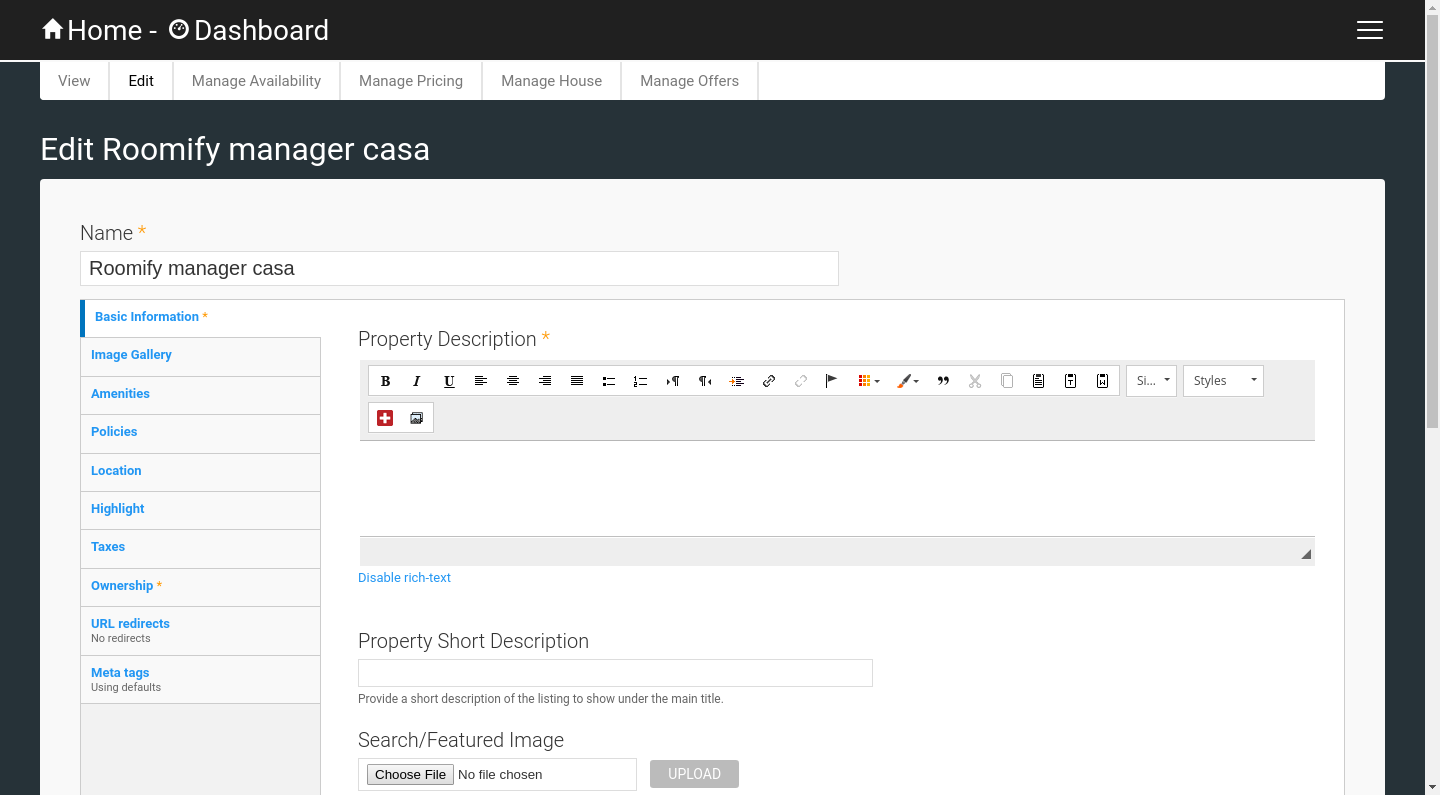 Home - Dashboard
View Edit Manage Availability Manage Pricing Manage House Manage Offers
Edit Roomify manager casa
Name *
Roomify manager casa
Basic Information *
Image Gallery
Amenities
Policies
Location
Highlight
Taxes
Ownership *
URL redirects
No redirects
Meta tags
Using defaults
Property Description *
B I U Si... Styles
Disable rich-text
Property Short Description
Provide a short description of the listing to show under the main title.
Search/Featured Image
Choose File No file chosen UPLOAD